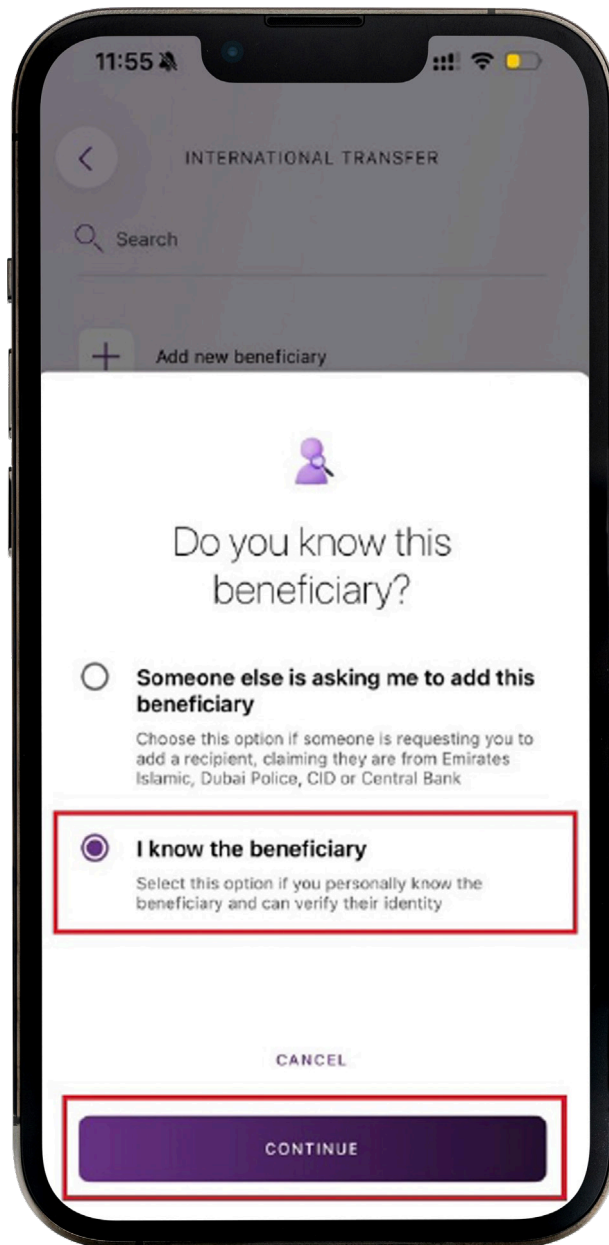 11:55
INTERNATIONAL TRANSFER
Search
Add new beneficiary
Do you know this
beneficiary?
Someone else is asking me to add this
beneficiary
Choose this option if someone is requesting you to
add a recipient, claiming they are from Emirates
Islamic, Dubai Police, CID or Central Bank
I know the beneficiary
Select this option if you personally know the
beneficiary and can verify their identity
CANCEL
CONTINUE